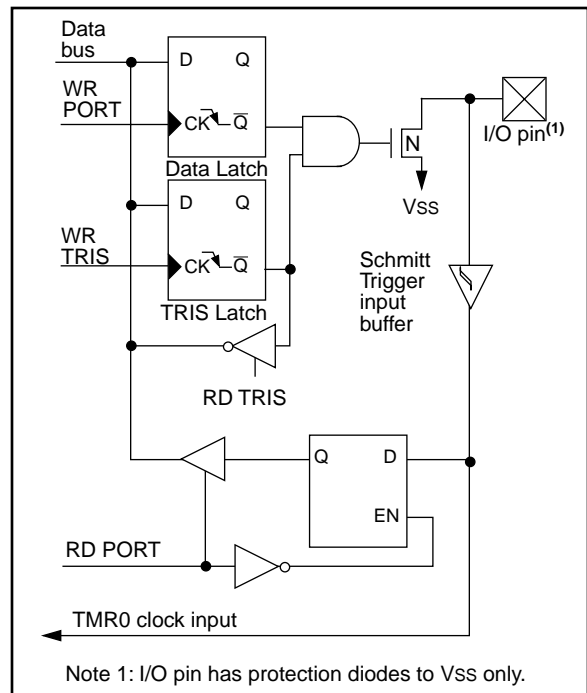 Data
bus
D Q
WR
PORT
CK Q̅
Data Latch
N
I/O pin(1)
VSS
D Q
WR
TRIS
CK Q̅
TRIS Latch
Schmitt
Trigger
input
buffer
RD TRIS
Q D
EN
RD PORT
TMR0 clock input
Note 1: I/O pin has protection diodes to VSS only.